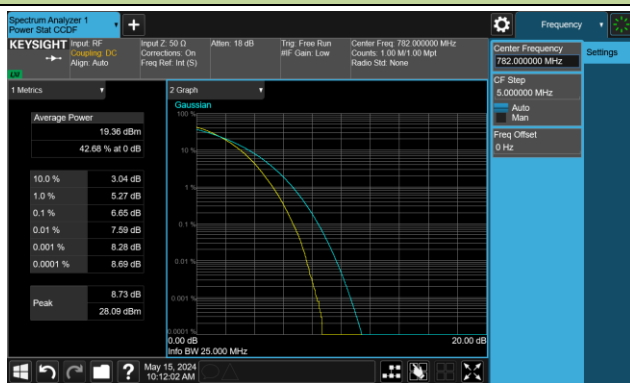 Spectrum Analyzer 1
Power Stat CCDF
Frequency
KEYSIGHT
Input: RF
Coupling: DC
Align: Auto
Input Z: 50 Ω
Corrections: On
Freq Ref: Int (S)
Atten: 18 dB
Trig: Free Run
#IF Gain: Low
Center Freq: 782.000000 MHz
Counts: 1.00 M/1.00 Mpt
Radio Std: None
LXI
1 Metrics
Average Power
19.36 dBm
42.68 % at 0 dB
10.0 % 3.04 dB
1.0 % 5.27 dB
0.1 % 6.65 dB
0.01 % 7.59 dB
0.001 % 8.28 dB
0.0001 % 8.69 dB
Peak
8.73 dB
28.09 dBm
2 Graph
Gaussian
100 %
10 %
1 %
0.1 %
0.01 %
0.001 %
0.0001 %
0.00 dB 20.00 dB
Info BW 25.000 MHz
Center Frequency
782.000000 MHz
Settings
CF Step
5.000000 MHz
Auto
Man
Freq Offset
0 Hz
?
May 15, 2024
10:12:02 AM